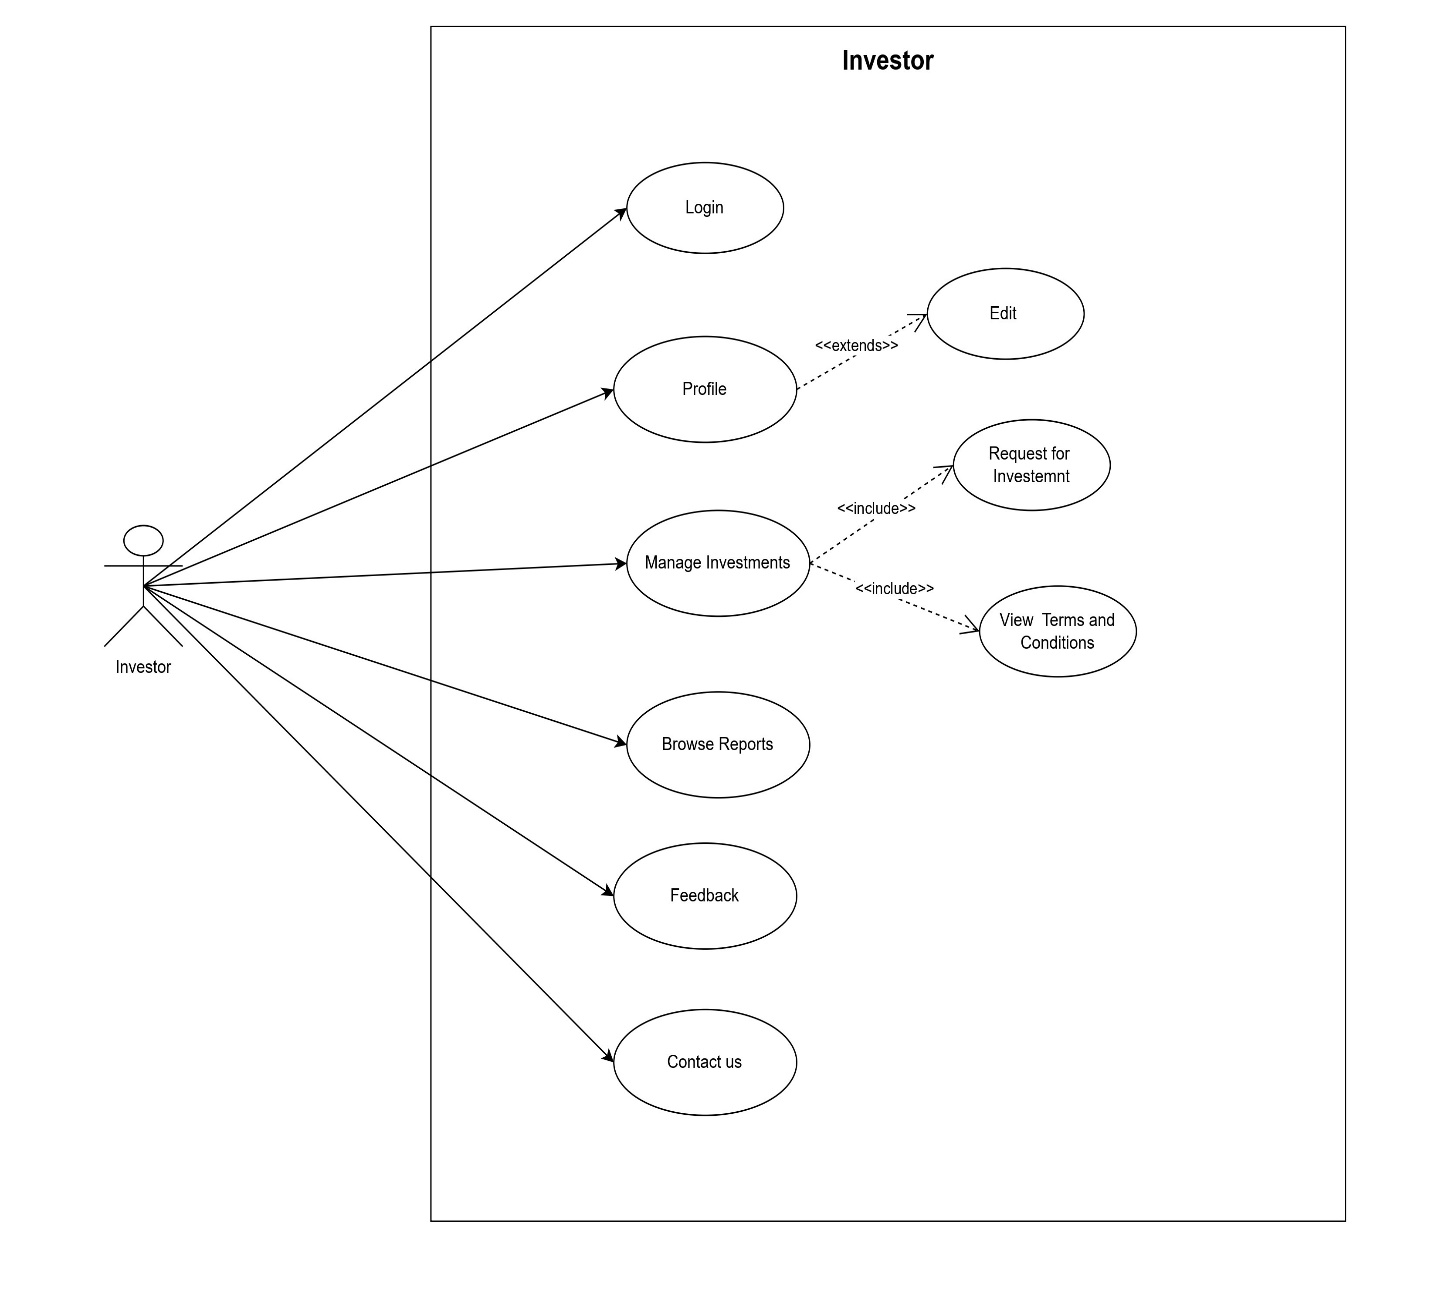 Investor
Login
Edit
<<extends>>
Profile
Request for
Investemnt
<<include>>
Manage Investments
<<include>>
View  Terms and
Conditions
Investor
Browse Reports
Feedback
Contact us